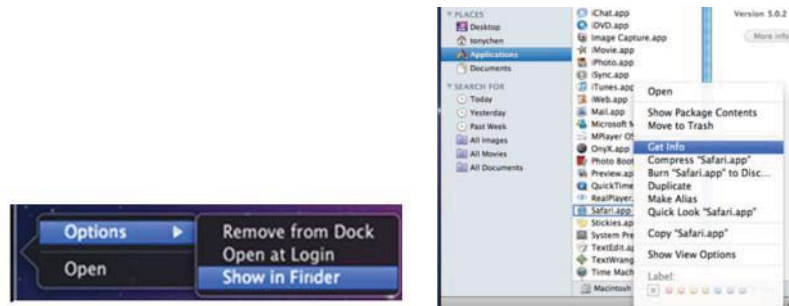 Options
Open
Remove from Dock
Open at Login
Show in Finder
PLACES
Desktop
tonychen
Applications
Documents
SEARCH FOR
Today
Yesterday
Past Week
All Images
All Movies
All Documents
iChat.app
iDVD.app
Image Capture.app
iMovie.app
iPhoto.app
iSync.app
iTunes.app
iWeb.app
Mail.app
Microsoft M
MPlayer OS
OnyX.app
Photo Boot
Preview.ap
QuickTime
RealPlayer.
Safari.app
Stickies.ap
System Pre
TextEdit.a
TextWrang
Time Mach
Macintosh
Version 5.0.2
More info
Open
Show Package Contents
Move to Trash
Get Info
Compress "Safari.app"
Burn "Safari.app" to Disc...
Duplicate
Make Alias
Quick Look "Safari.app"
Copy "Safari.app"
Show View Options
Label: